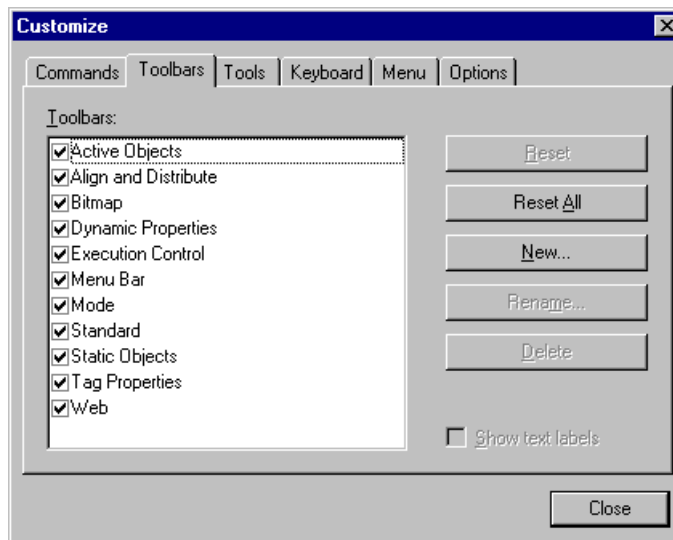 Customize
Commands Toolbars Tools Keyboard Menu Options
Toolbars:
Active Objects
Align and Distribute
Bitmap
Dynamic Properties
Execution Control
Menu Bar
Mode
Standard
Static Objects
Tag Properties
Web
Reset
Reset All
New...
Rename...
Delete
Show text labels
Close